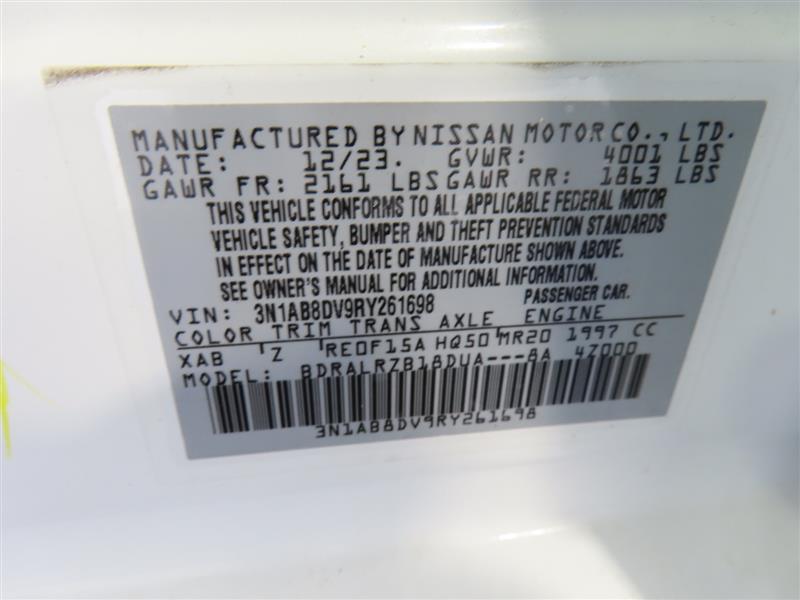 MANUFACTURED BY NISSAN MOTOR CO., LTD.
DATE: 12/23. GVWR: 4001 LBS
GAWR FR: 2161 LBS GAWR RR: 1863 LBS
THIS VEHICLE CONFORMS TO ALL APPLICABLE FEDERAL MOTOR
VEHICLE SAFETY, BUMPER AND THEFT PREVENTION STANDARDS
IN EFFECT ON THE DATE OF MANUFACTURE SHOWN ABOVE.
SEE OWNER'S MANUAL FOR ADDITIONAL INFORMATION.
VIN: 3N1AB8DV9RY261698 PASSENGER CAR.
COLOR TRIM TRANS AXLE ENGINE
XAB Z RE0F15A HQ50 MR20 1997 CC
MODEL: BDRALRZB18DUA---8A 4Z000
3N1AB8DV9RY261698